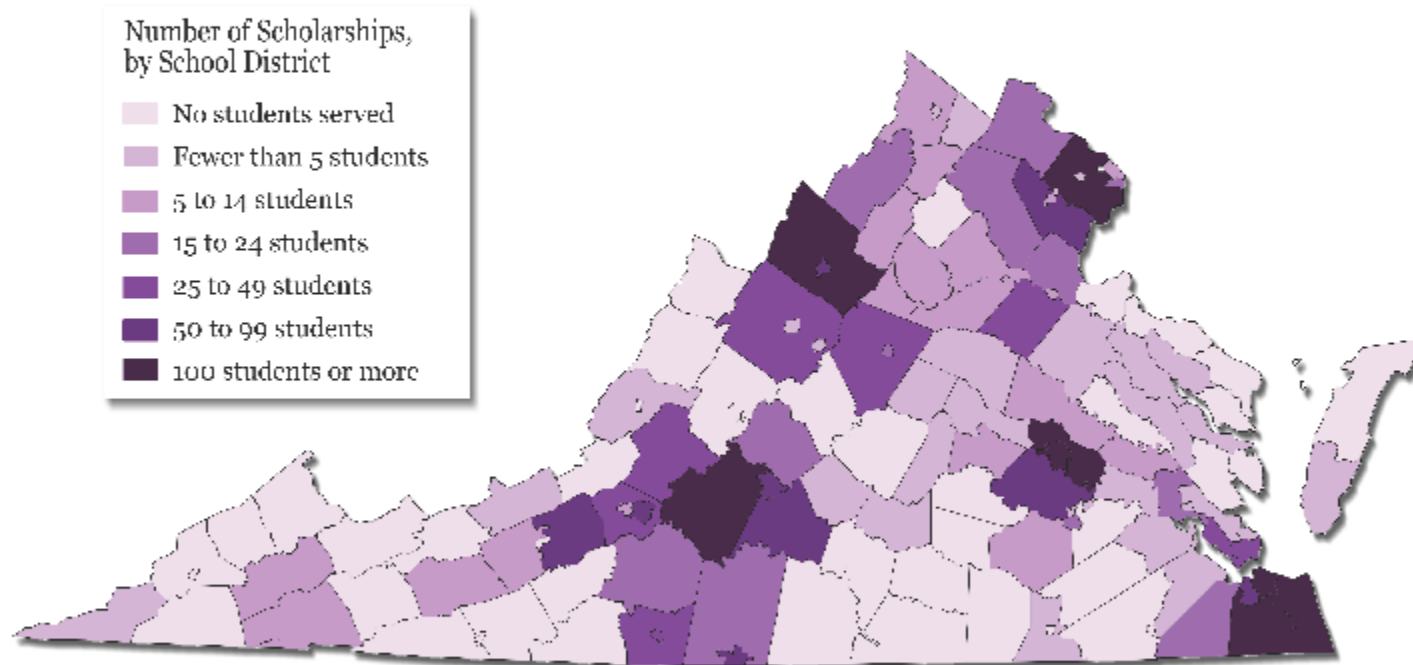 Number of Scholarships,
by School District
No students served
Fewer than 5 students
5 to 14 students
15 to 24 students
25 to 49 students
50 to 99 students
100 students or more